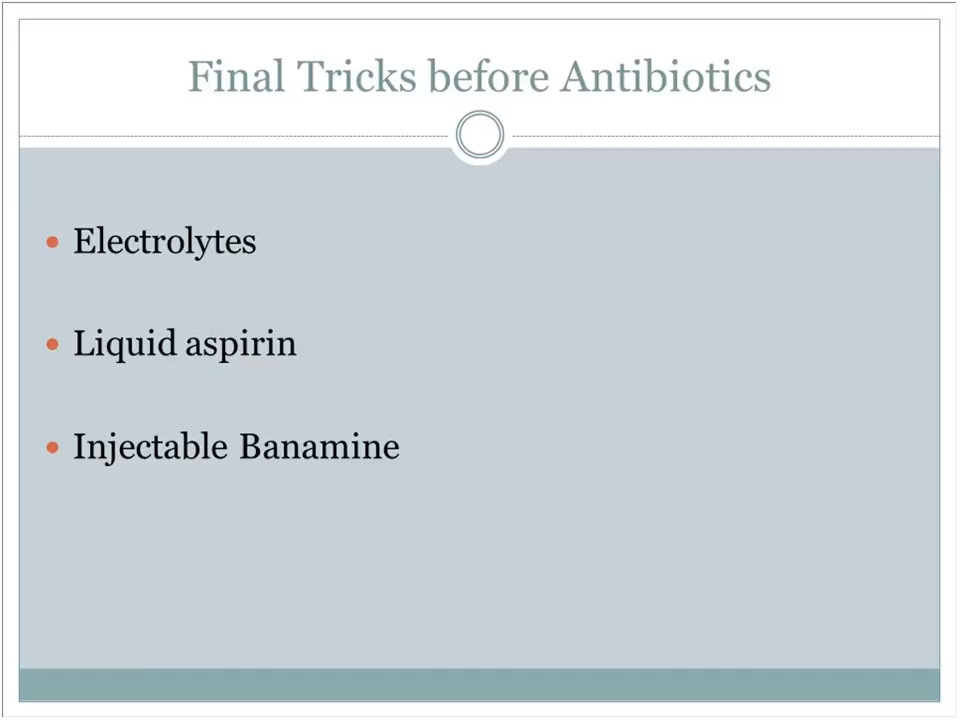 Final Tricks before Antibiotics
• Electrolytes
• Liquid aspirin
• Injectable Banamine